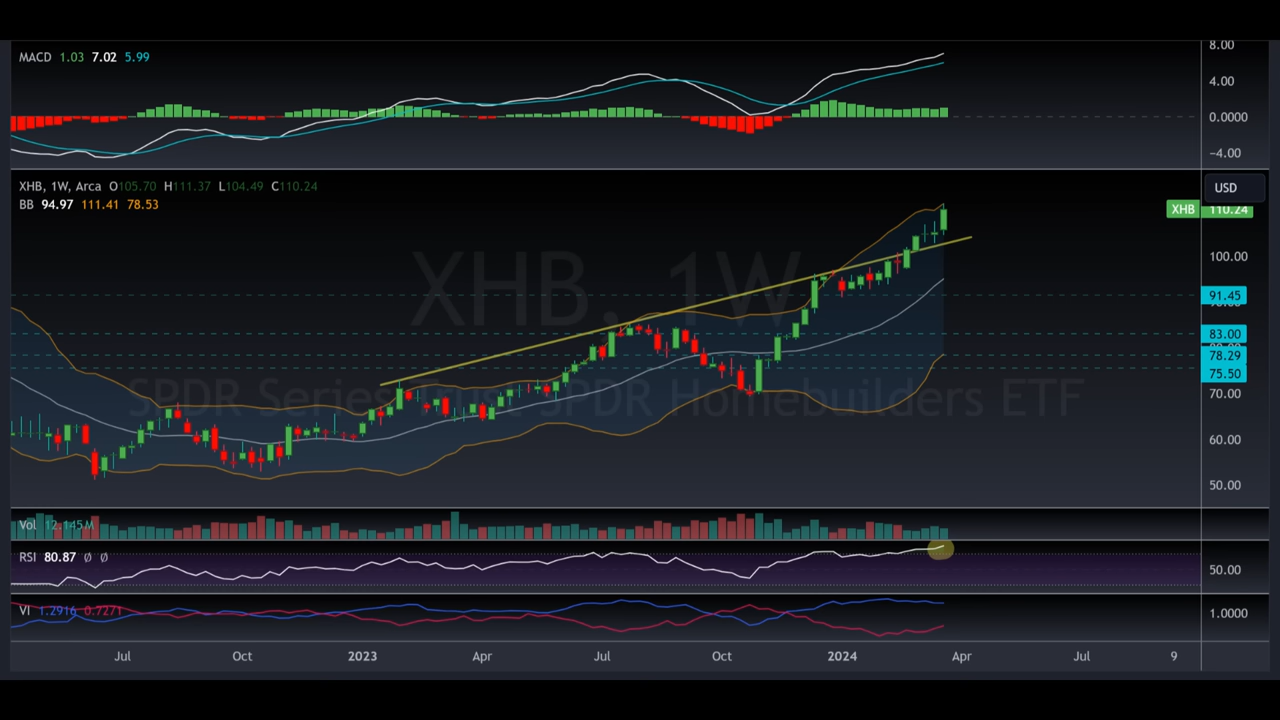 MACD 1.03 7.02 5.99
8.00
4.00
0.0000
−4.00
XHB, 1W, Arca O105.70 H111.37 L104.49 C110.24
BB 94.97 111.41 78.53
USD
XHB 110.24
XHB, 1W
SPDR Series Trust SPDR Homebuilders ETF
100.00
91.45
83.00
78.29
75.50
70.00
60.00
50.00
Vol 12.145M
RSI 80.87 Ø Ø
50.00
VI 1.2916 0.7271
1.0000
Jul Oct 2023 Apr Jul Oct 2024 Apr Jul 9